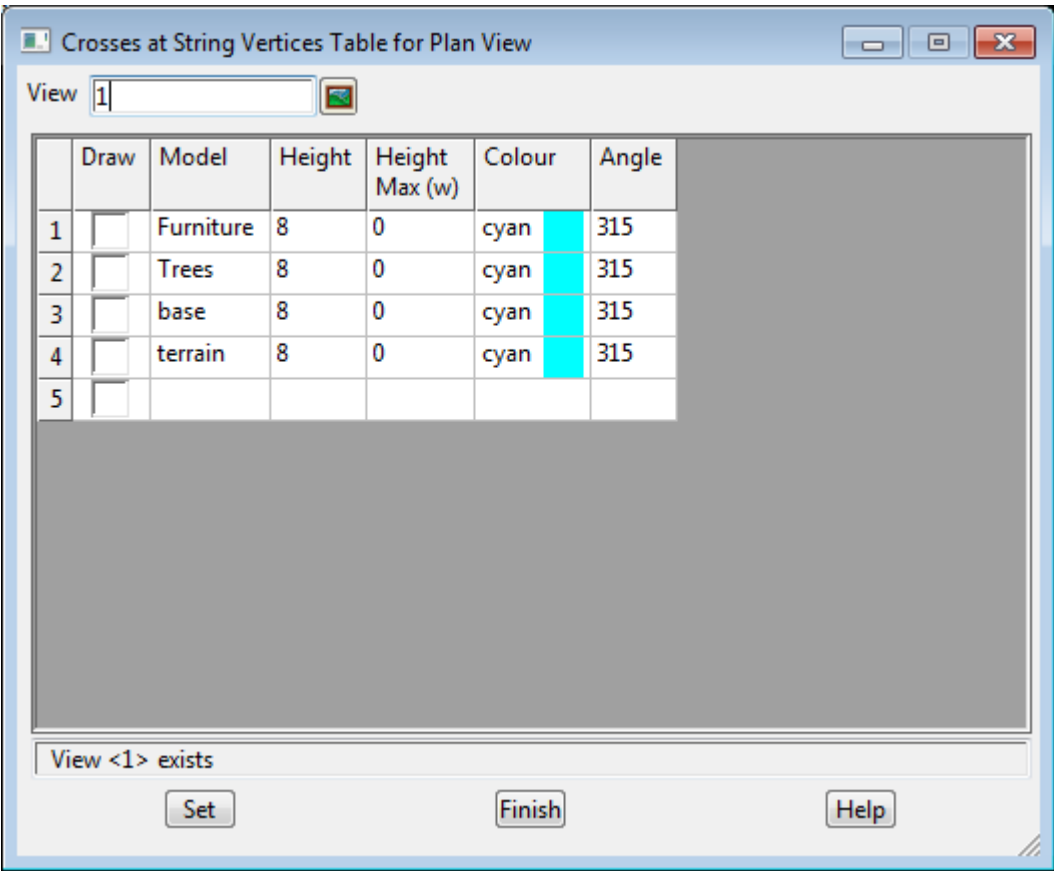 Crosses at String Vertices Table for Plan View
View 1
Draw Model Height Height Max (w) Colour Angle
1 Furniture 8 0 cyan 315
2 Trees 8 0 cyan 315
3 base 8 0 cyan 315
4 terrain 8 0 cyan 315
5
View <1> exists
Set Finish Help